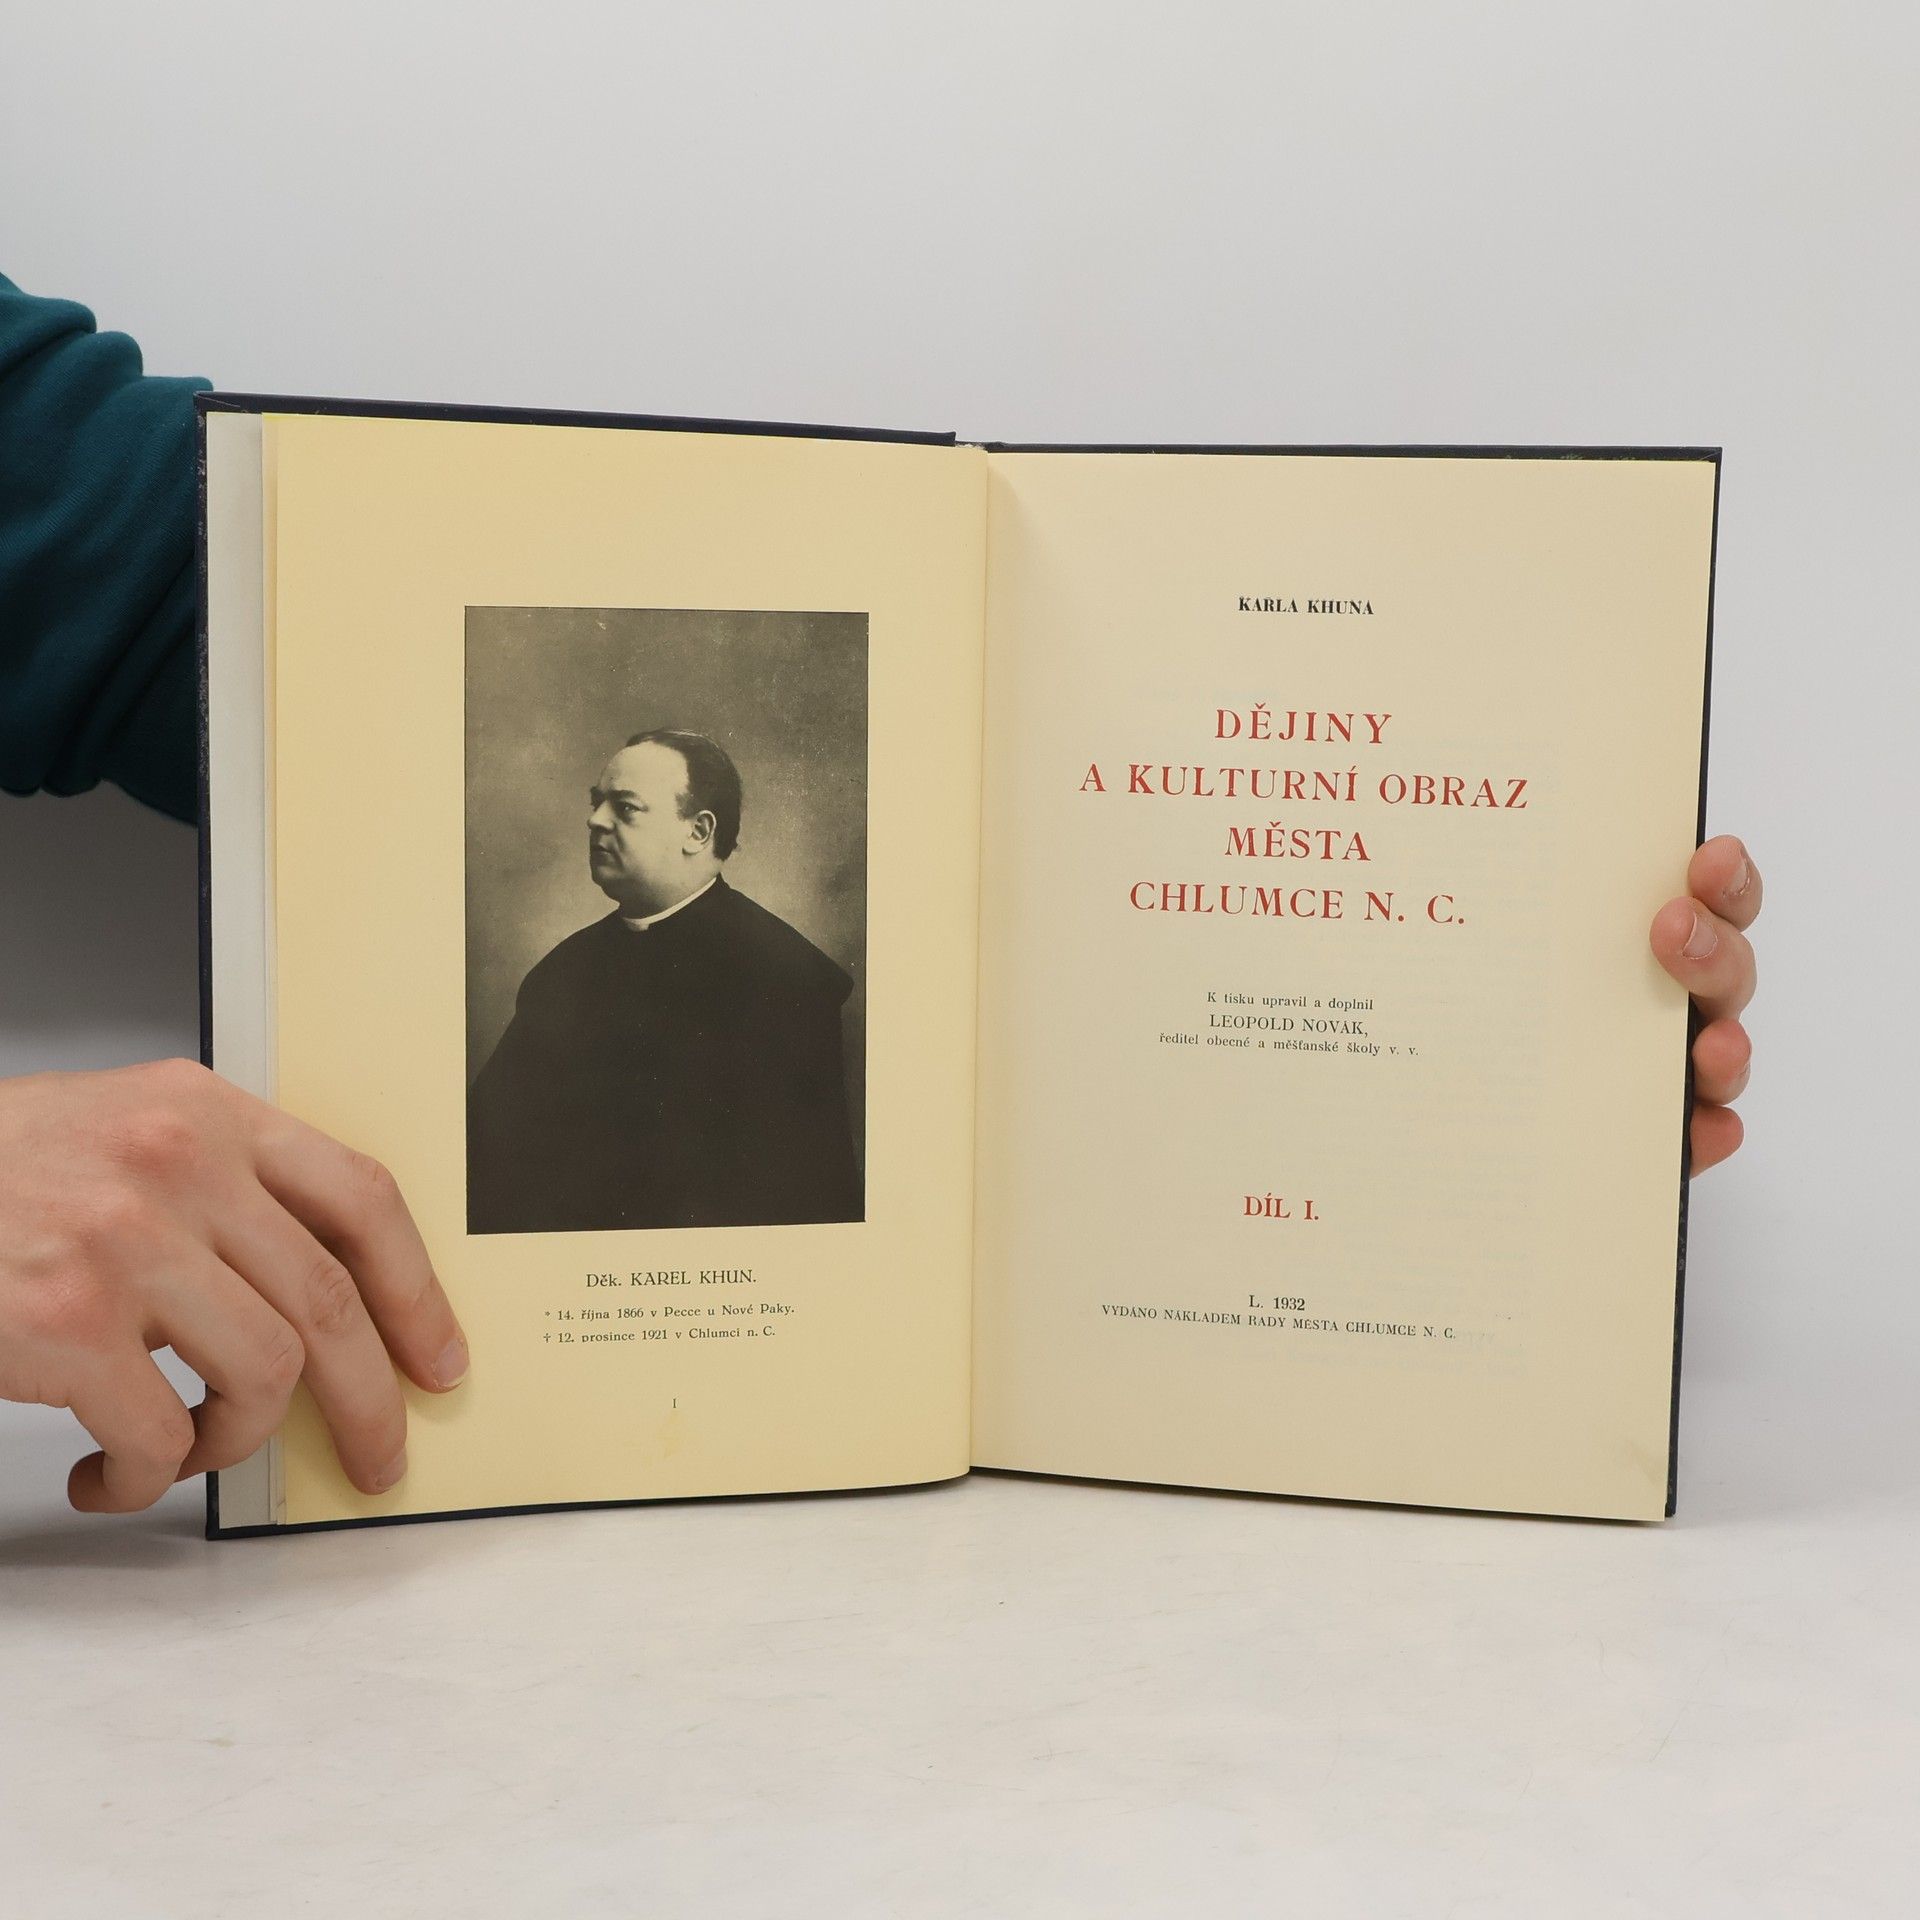 Děk. KAREL KHUN.
* 14. října 1866 v Pecce u Nové Paky.
† 12. prosince 1921 v Chlumci n. C.
I
KARLA KHUNA
DĚJINY
A KULTURNÍ OBRAZ
MĚSTA
CHLUMCE N. C.
K tisku upravil a doplnil
LEOPOLD NOVÁK,
ředitel obecné a měšťanské školy v. v.
DÍL I.
L. 1932
VYDÁNO NÁKLADEM RADY MĚSTA CHLUMCE N. C.